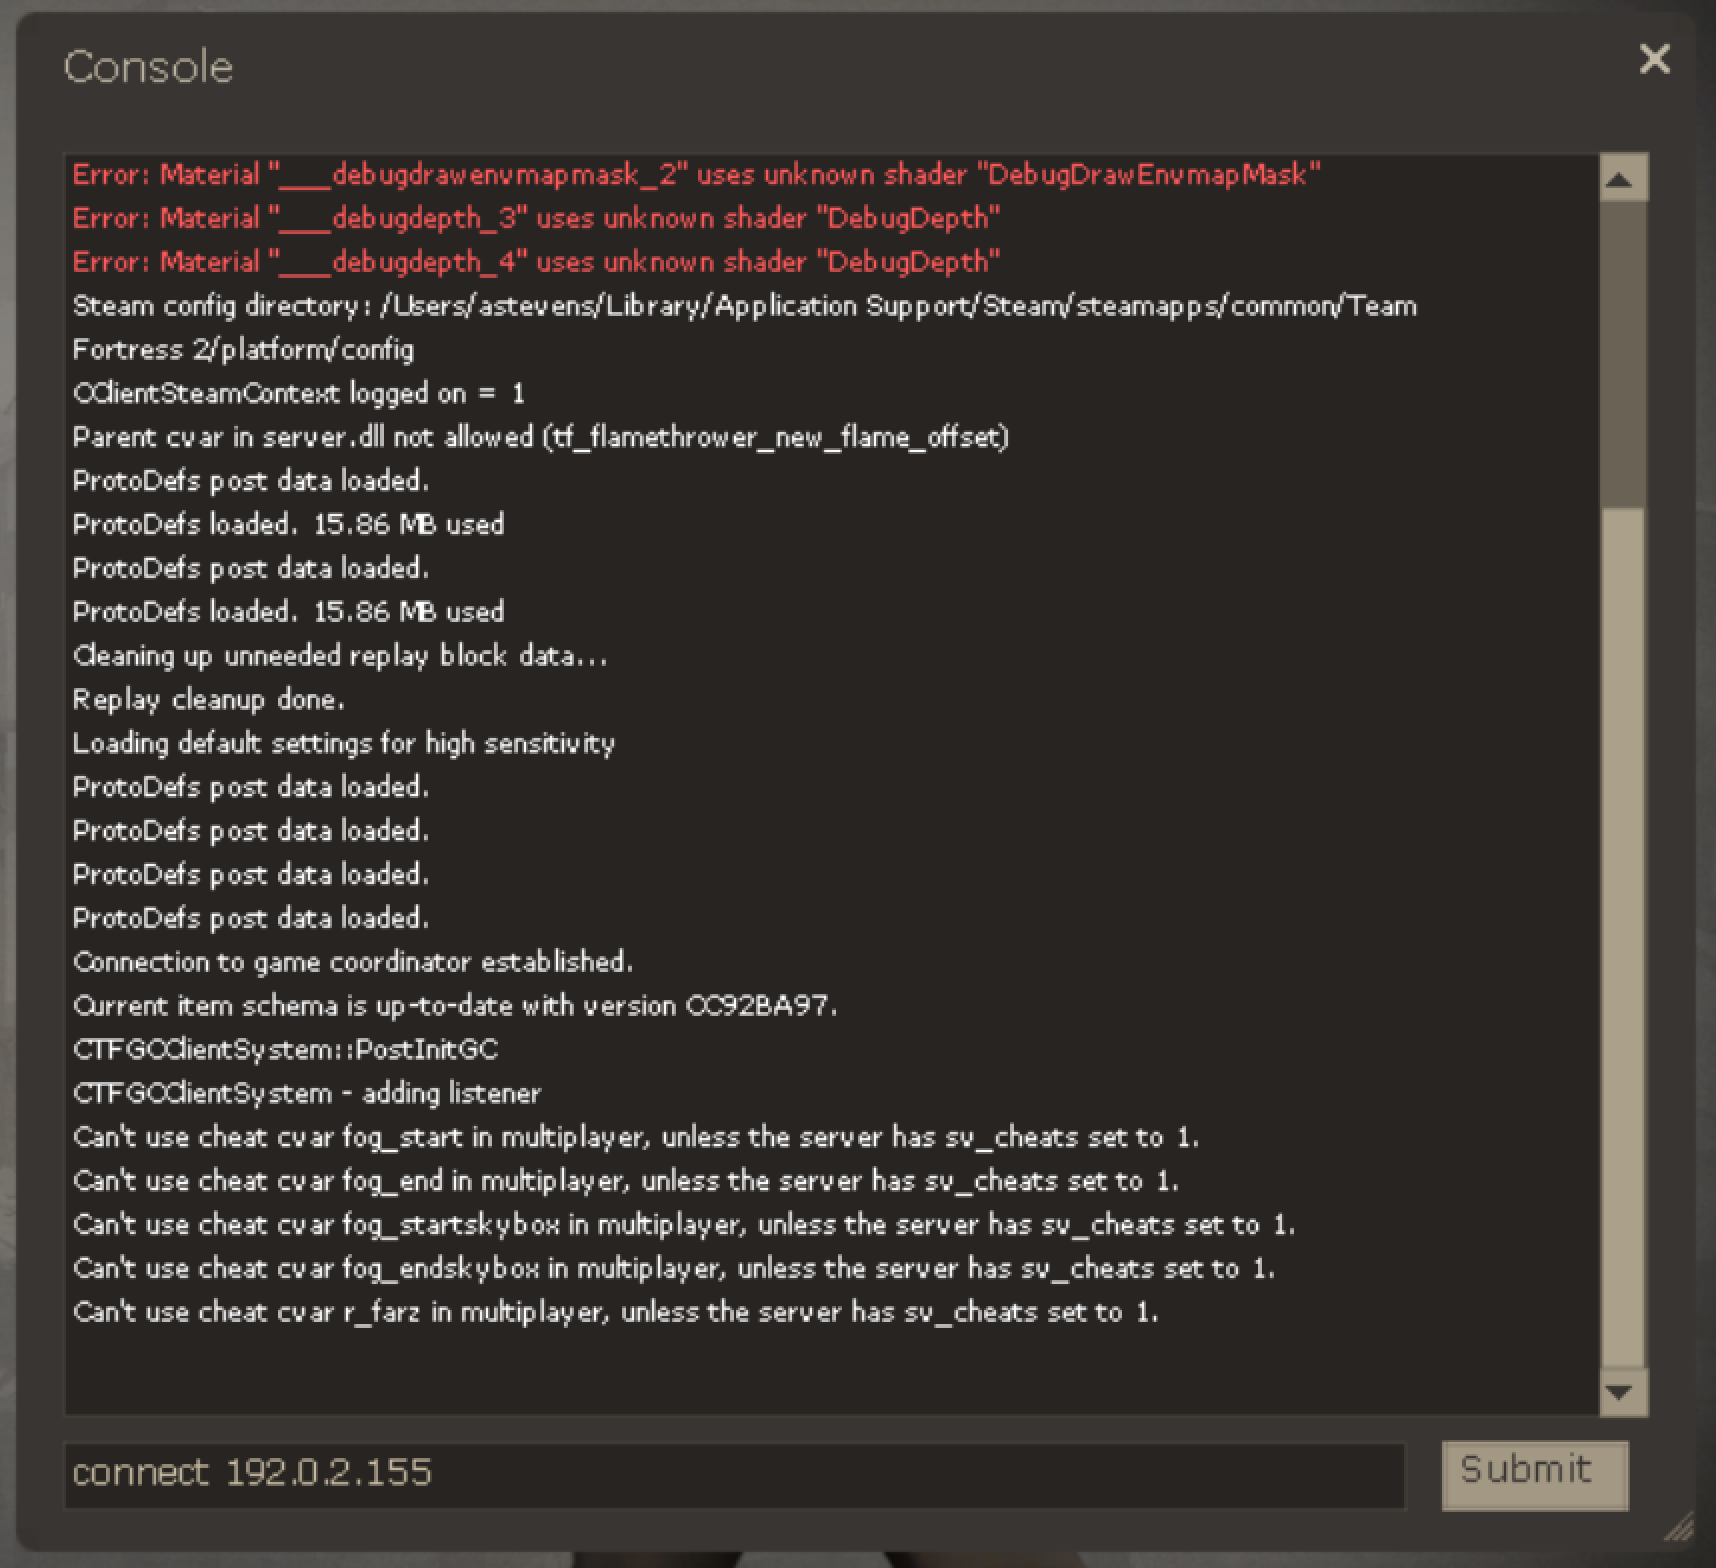 Console
Error: Material "___debugdrawenvmapmask_2" uses unknown shader "DebugDrawEnvmapMask"
Error: Material "___debugdepth_3" uses unknown shader "DebugDepth"
Error: Material "___debugdepth_4" uses unknown shader "DebugDepth"
Steam config directory: /Users/astevens/Library/Application Support/Steam/steamapps/common/Team
Fortress 2/platform/config
CClientSteamContext logged on = 1
Parent cvar in server.dll not allowed (tf_flamethrower_new_flame_offset)
ProtoDefs post data loaded.
ProtoDefs loaded. 15.86 MB used
ProtoDefs post data loaded.
ProtoDefs loaded. 15.86 MB used
Cleaning up unneeded replay block data...
Replay cleanup done.
Loading default settings for high sensitivity
ProtoDefs post data loaded.
ProtoDefs post data loaded.
ProtoDefs post data loaded.
ProtoDefs post data loaded.
Connection to game coordinator established.
Current item schema is up-to-date with version CC92BA97.
CTFGCClientSystem::PostInitGC
CTFGCClientSystem - adding listener
Can't use cheat cvar fog_start in multiplayer, unless the server has sv_cheats set to 1.
Can't use cheat cvar fog_end in multiplayer, unless the server has sv_cheats set to 1.
Can't use cheat cvar fog_startskybox in multiplayer, unless the server has sv_cheats set to 1.
Can't use cheat cvar fog_endskybox in multiplayer, unless the server has sv_cheats set to 1.
Can't use cheat cvar r_farz in multiplayer, unless the server has sv_cheats set to 1.
connect 192.0.2.155
Submit